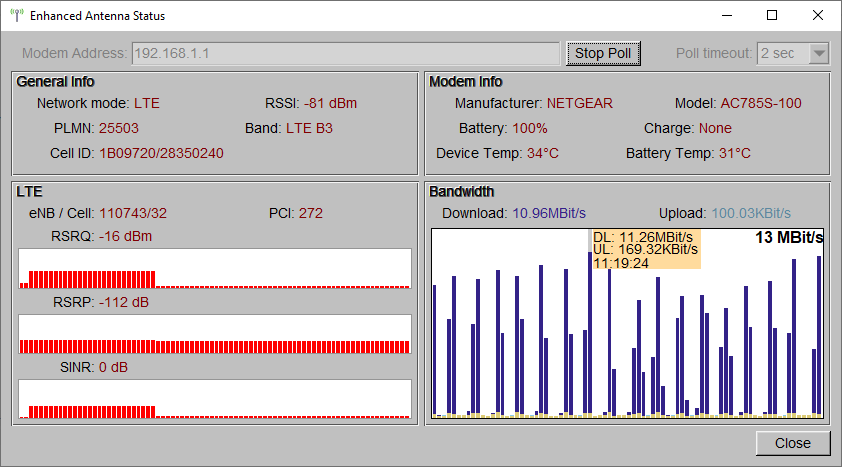 Enhanced Antenna Status
Modem Address: 192.168.1.1 Stop Poll Poll timeout: 2 sec
General Info
Network mode: LTE RSSI: -81 dBm
PLMN: 25503 Band: LTE B3
Cell ID: 1B09720/28350240
Modem Info
Manufacturer: NETGEAR Model: AC785S-100
Battery: 100% Charge: None
Device Temp: 34°C Battery Temp: 31°C
LTE
eNB / Cell: 110743/32 PCI: 272
RSRQ: -16 dBm
RSRP: -112 dB
SINR: 0 dB
Bandwidth
Download: 10.96MBit/s Upload: 100.03KBit/s
13 MBit/s
DL: 11.26MBit/s
UL: 169.32KBit/s
11:19:24
Close